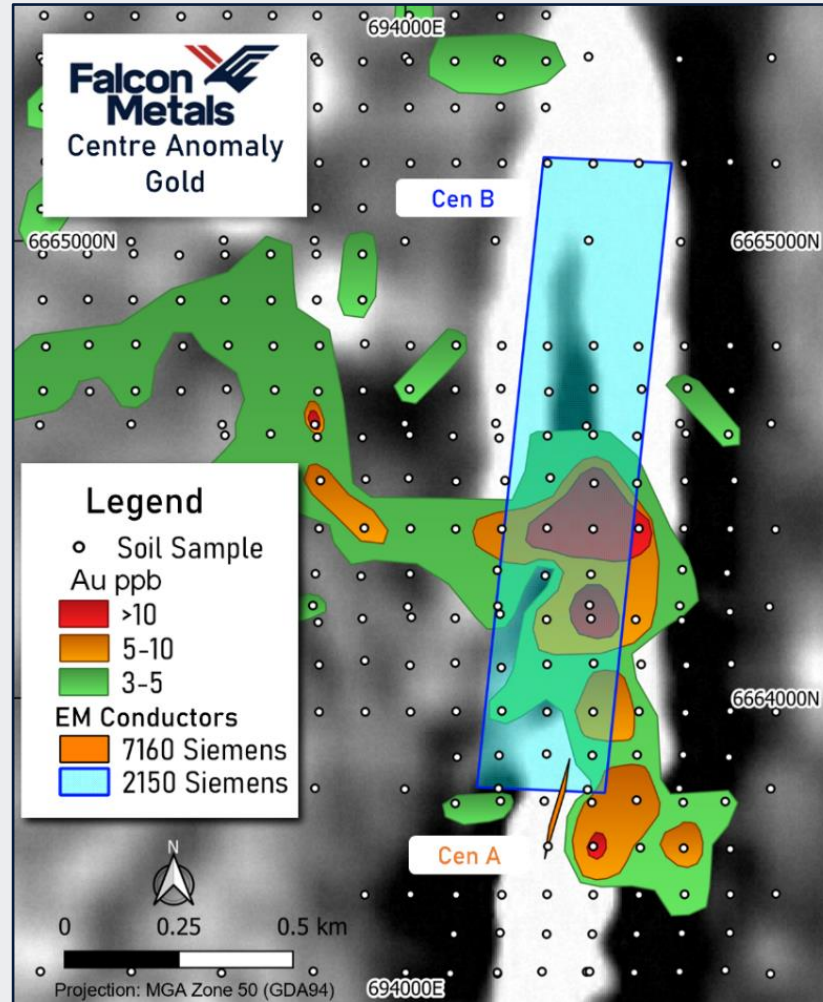 694000E
Falcon
Metals
Centre Anomaly
Gold
Cen B
6665000N
6665000N
Legend
Soil Sample
Au ppb
>10
5-10
3-5
EM Conductors
7160 Siemens
2150 Siemens
6664000N
Cen A
N
0 0.25 0.5 km
Projection: MGA Zone 50 (GDA94)
694000E